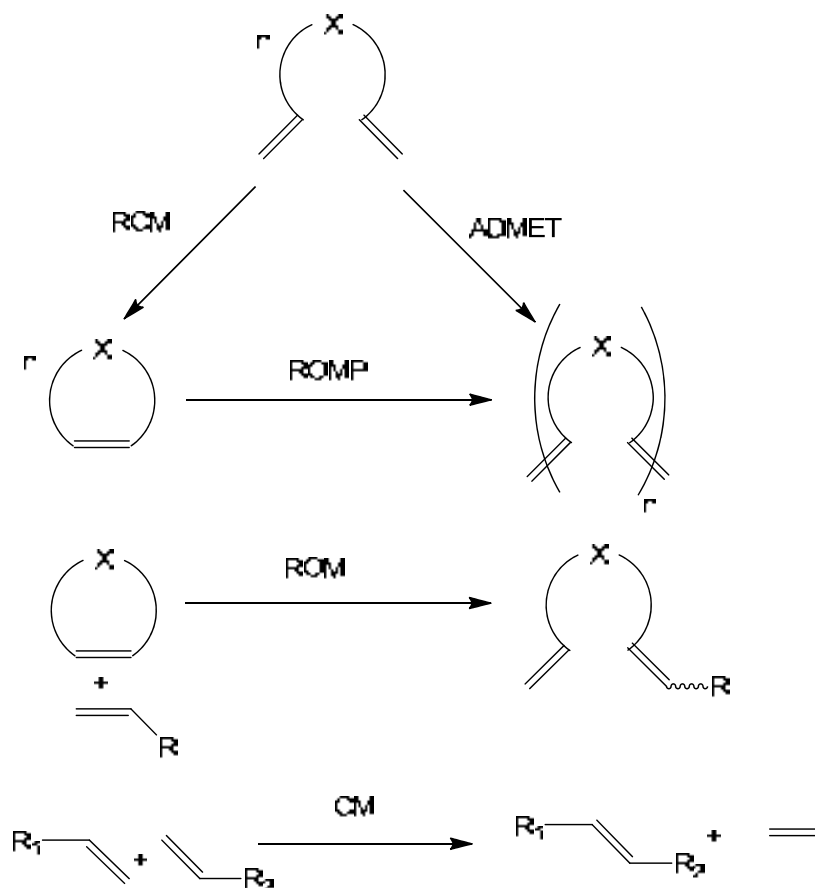 n X
RCM ADMET
n X X
ROMP
n
X ROM X
+
R
R
CM
R1 + R2 R1 R2 +